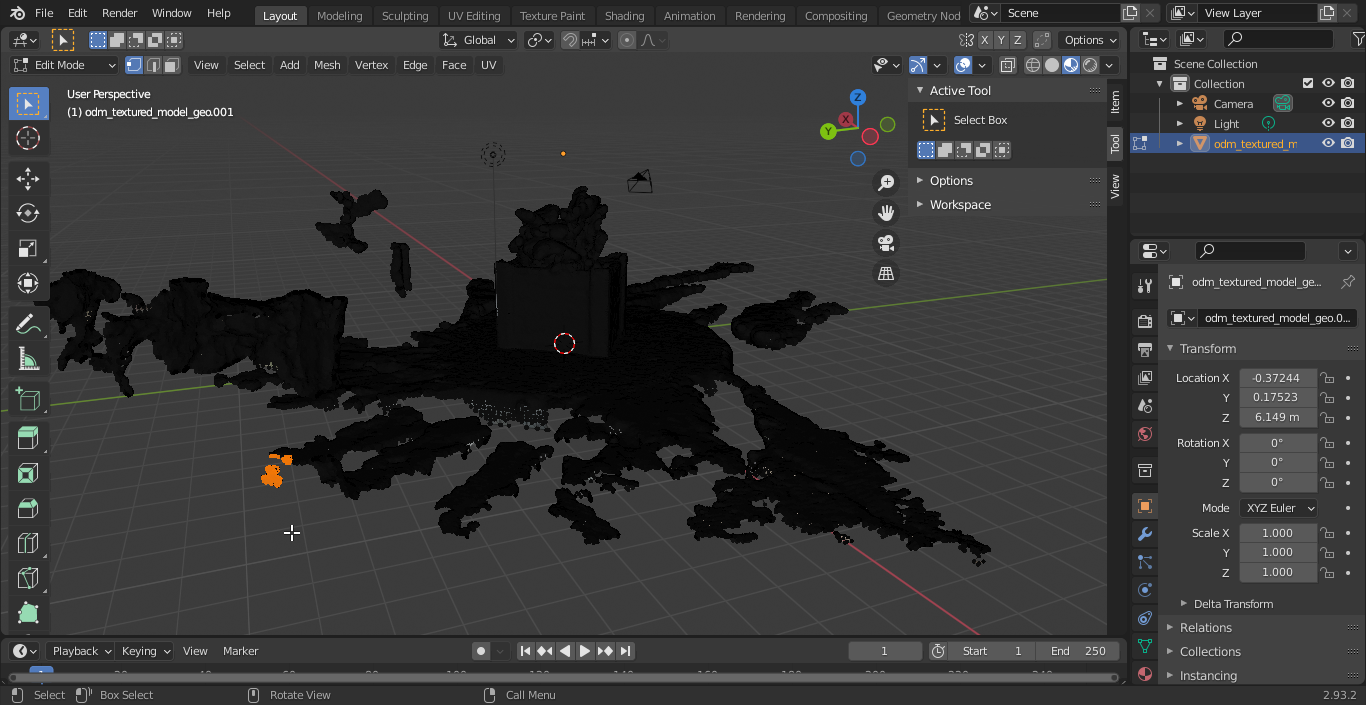 File Edit Render Window Help Layout Modeling Sculpting UV Editing Texture Paint Shading Animation Rendering Compositing Geometry Nod Scene View Layer
Global Options
Edit Mode View Select Add Mesh Vertex Edge Face UV
User Perspective
(1) odm_textured_model_geo.001
X Y Z
Z
X
Y
Active Tool
Select Box
Options
Workspace
Item
Tool
View
Scene Collection
Collection
Camera
Light
odm_textured_m
odm_textured_model_ge...
odm_textured_model_geo.0...
Transform
Location X -0.37244
Y 0.17523
Z 6.149 m
Rotation X 0°
Y 0°
Z 0°
Mode XYZ Euler
Scale X 1.000
Y 1.000
Z 1.000
Delta Transform
Relations
Collections
Instancing
Playback Keying View Marker 1 Start 1 End 250
Select Box Select Rotate View Call Menu 2.93.2